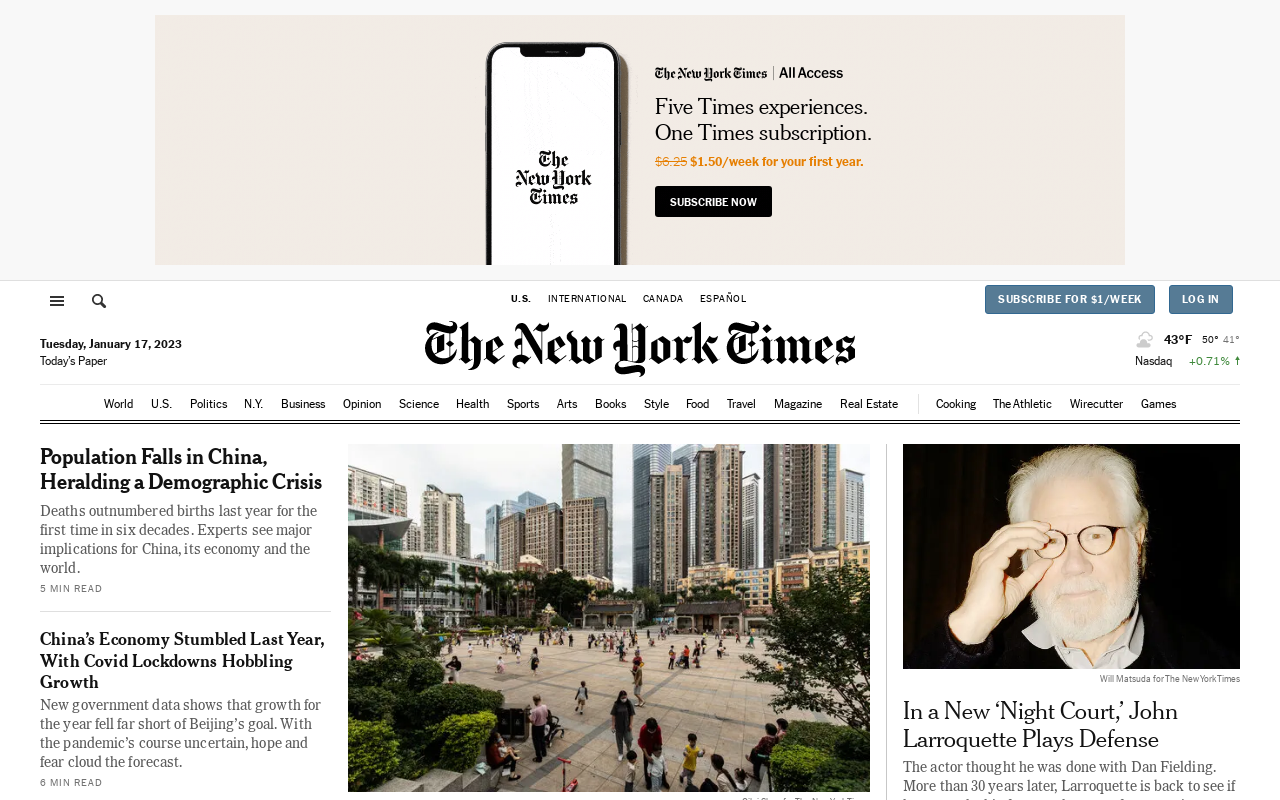 The New York Times | All Access
Five Times experiences.
One Times subscription.
$6.25 $1.50/week for your first year.
SUBSCRIBE NOW
The
New York
Times
U.S. INTERNATIONAL CANADA ESPAÑOL
SUBSCRIBE FOR $1/WEEK LOG IN
The New York Times
Tuesday, January 17, 2023
Today's Paper
43°F 50° 41°
Nasdaq +0.71% ↑
World U.S. Politics N.Y. Business Opinion Science Health Sports Arts Books Style Food Travel Magazine Real Estate Cooking The Athletic Wirecutter Games
Population Falls in China,
Heralding a Demographic Crisis
Deaths outnumbered births last year for the
first time in six decades. Experts see major
implications for China, its economy and the
world.
5 MIN READ
China’s Economy Stumbled Last Year,
With Covid Lockdowns Hobbling
Growth
New government data shows that growth for
the year fell far short of Beijing’s goal. With
the pandemic’s course uncertain, hope and
fear cloud the forecast.
6 MIN READ
Will Matsuda for The New York Times
In a New ‘Night Court,’ John
Larroquette Plays Defense
The actor thought he was done with Dan Fielding.
More than 30 years later, Larroquette is back to see if